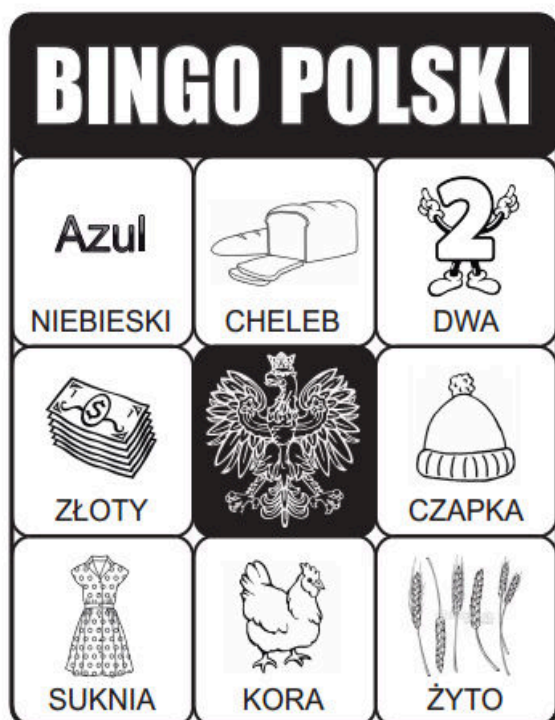 BINGO POLSKI
Azul
NIEBIESKI
CHELEB
2
DWA
$
ZŁOTY
CZAPKA
SUKNIA
KORA
ŻYTO